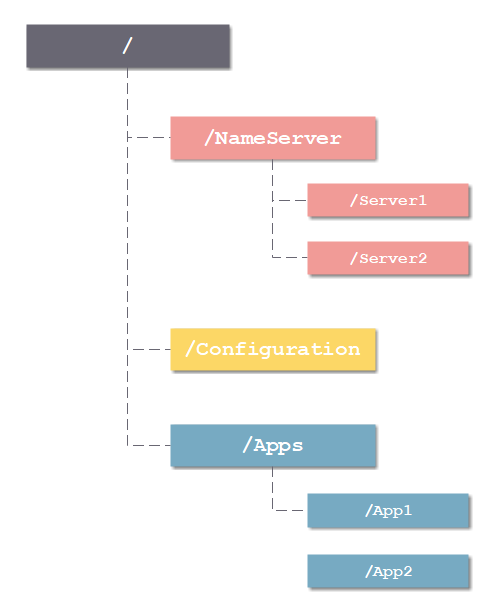 /
/NameServer
/Server1
/Server2
/Configuration
/Apps
/App1
/App2